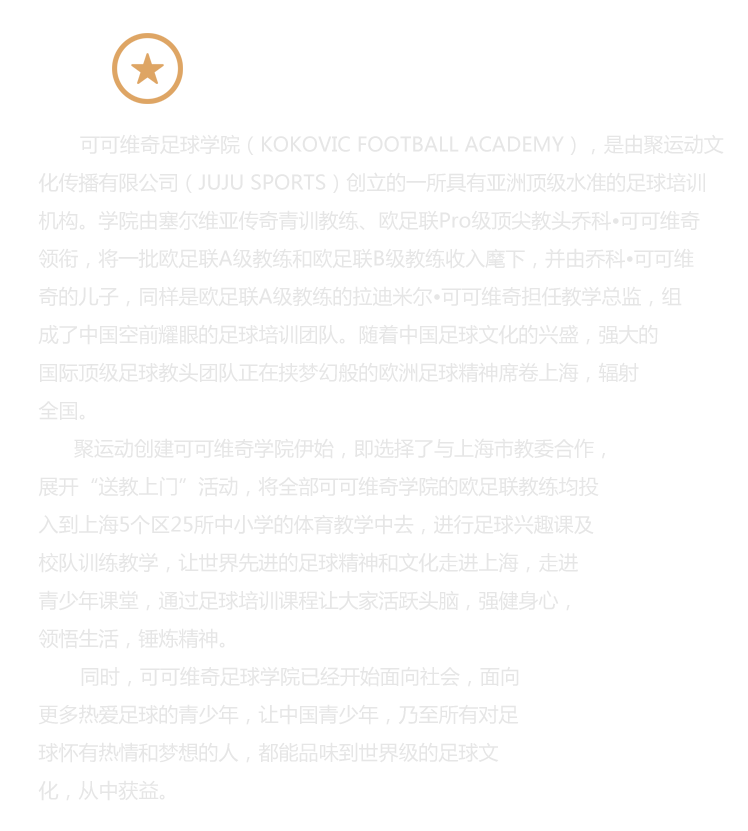 可可维奇足球学院（KOKOVIC FOOTBALL ACADEMY），是由聚运动文
化传播有限公司（JUJU SPORTS）创立的一所具有亚洲顶级水准的足球培训
机构。学院由塞尔维亚传奇青训教练、欧足联Pro级顶尖教头乔科•可可维奇
领衔，将一批欧足联A级教练和欧足联B级教练收入麾下，并由乔科•可可维
奇的儿子，同样是欧足联A级教练的拉迪米尔•可可维奇担任教学总监，组
成了中国空前耀眼的足球培训团队。随着中国足球文化的兴盛，强大的
国际顶级足球教头团队正在挟梦幻般的欧洲足球精神席卷上海，辐射
全国。
聚运动创建可可维奇学院伊始，即选择了与上海市教委合作，
展开“送教上门”活动，将全部可可维奇学院的欧足联教练均投
入到上海5个区25所中小学的体育教学中去，进行足球兴趣课及
校队训练教学，让世界先进的足球精神和文化走进上海，走进
青少年课堂，通过足球培训课程让大家活跃头脑，强健身心，
领悟生活，锤炼精神。
同时，可可维奇足球学院已经开始面向社会，面向
更多热爱足球的青少年，让中国青少年，乃至所有对足
球怀有热情和梦想的人，都能品味到世界级的足球文
化，从中获益。